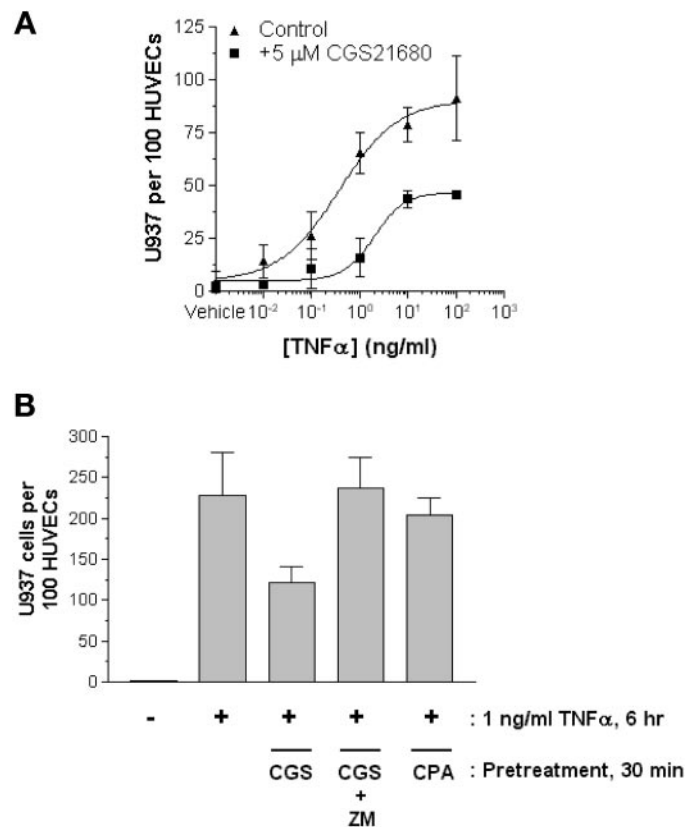 A
125
100
75
50
25
0
U937 per 100 HUVECs
▲ Control
■ +5 μM CGS21680
Vehicle 10⁻² 10⁻¹ 10⁰ 10¹ 10² 10³
[TNFα] (ng/ml)
B
300
250
200
150
100
50
0
U937 cells per
100 HUVECs
- + + + + : 1 ng/ml TNFα, 6 hr
CGS CGS CPA : Pretreatment, 30 min
+
ZM